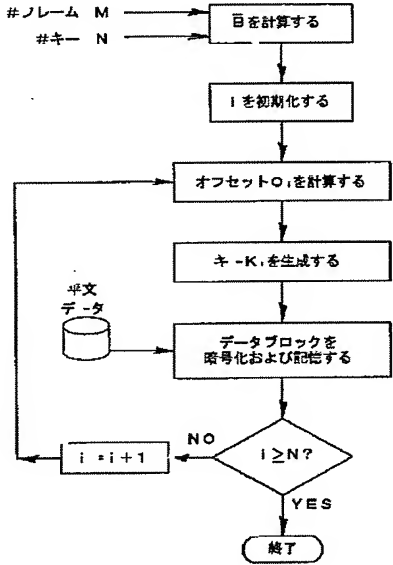 #フレーム M
#キー N
B̅を計算する
iを初期化する
オフセットOᵢを計算する
キーKᵢを生成する
平文
データ
データブロックを
暗号化および記憶する
i≥N?
NO
i=i+1
YES
終了